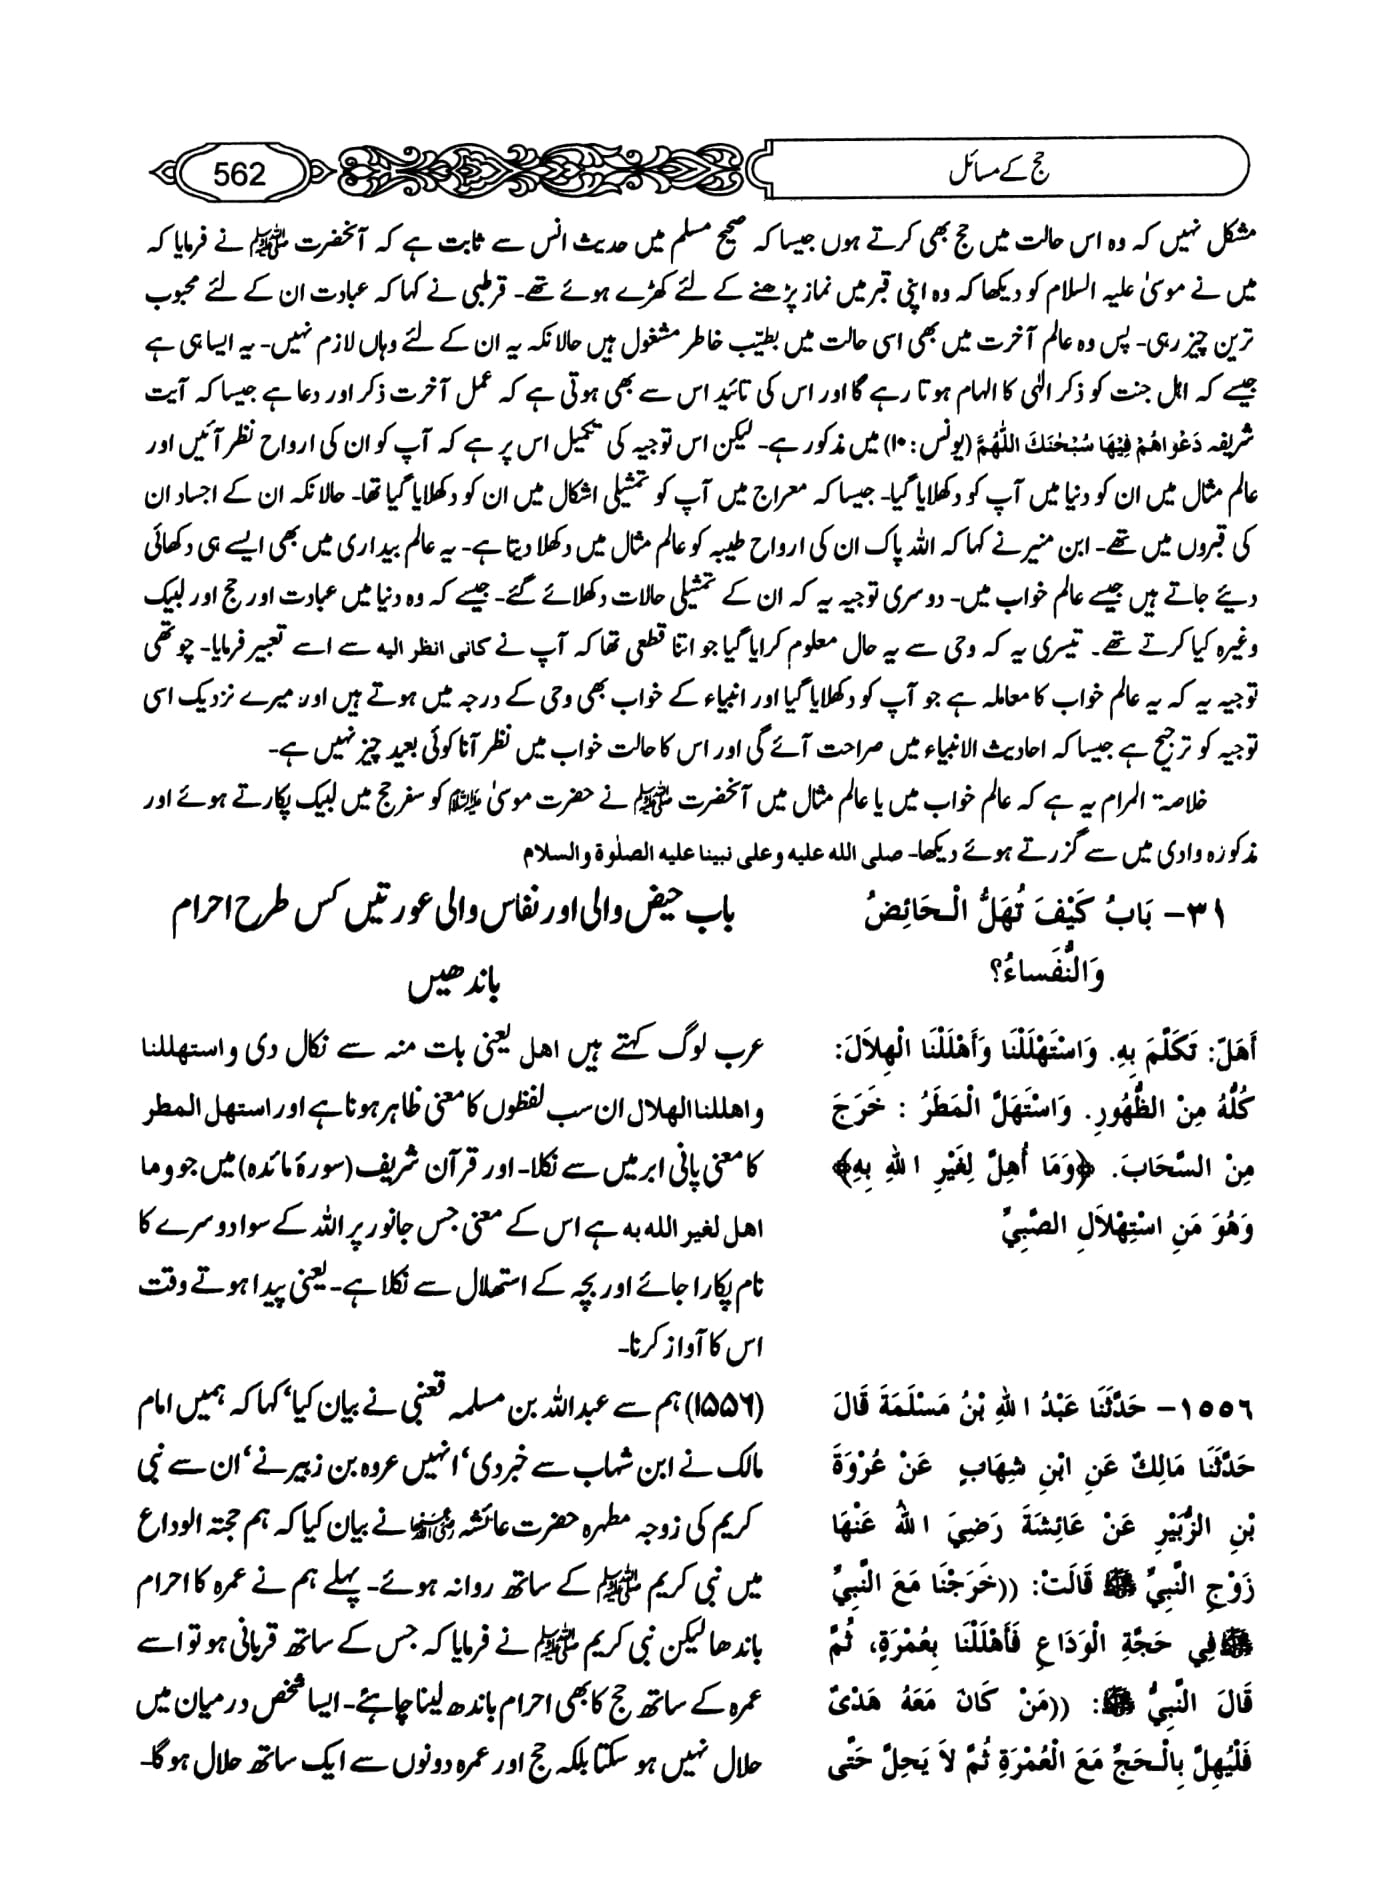 562
حج کے مسائل
مشکل نہیں کہ وہ اس حالت میں حج بھی کرتے ہوں جیسا کہ صحیح مسلم میں حدیث انس سے ثابت ہے کہ آنحضرت ﷺ نے فرمایا کہ
میں نے موسیٰ علیہ السلام کو دیکھا کہ وہ اپنی قبر میں نماز پڑھنے کے لئے کھڑے ہوئے تھے۔ قرطبی نے کہا کہ عبادت ان کے لئے محبوب
ترین چیز رہی۔ پس وہ عالم آخرت میں بھی اسی حالت میں بطیّب خاطر مشغول ہیں حالانکہ یہ ان کے لئے وہاں لازم نہیں۔ یہ ایسا ہی ہے
جیسے کہ اہل جنت کو ذکر الٰہی کا الہام ہوتا رہے گا اور اس کی تائید اس سے بھی ہوتی ہے کہ عمل آخرت ذکر اور دعا ہے جیسا کہ آیت
شریفہ دَعْوَاهُمْ فِيْهَا سُبْحٰنَكَ اللّٰهُمَّ (یونس : ۱۰) میں مذکور ہے۔ لیکن اس توجیہ کی تکمیل اس پر ہے کہ آپ کو ان کی ارواح نظر آئیں اور
عالم مثال میں ان کو دنیا میں آپ کو دکھلایا گیا۔ جیسا کہ معراج میں آپ کو تمثیلی اشکال میں ان کو دکھلایا گیا تھا۔ حالانکہ ان کے اجساد ان
کی قبروں میں تھے۔ ابن منیر نے کہا کہ اللہ پاک ان کی ارواح طیبہ کو عالم مثال میں دکھلا دیتا ہے۔ یہ عالم بیداری میں بھی ایسے ہی دکھائی
دیئے جاتے ہیں جیسے عالم خواب میں۔ دوسری توجیہ یہ کہ ان کے تمثیلی حالات دکھلائے گئے۔ جیسے کہ وہ دنیا میں عبادت اور حج اور لبیک
وغیرہ کیا کرتے تھے۔ تیسری یہ کہ وحی سے یہ حال معلوم کرایا گیا جو اتنا قطعی تھا کہ آپ نے کانی انظر الیہ سے اسے تعبیر فرمایا۔ چوتھی
توجیہ یہ کہ یہ عالم خواب کا معاملہ ہے جو آپ کو دکھلایا گیا اور انبیاء کے خواب بھی وحی کے درجہ میں ہوتے ہیں اور میرے نزدیک اسی
توجیہ کو ترجیح ہے جیسا کہ احادیث الانبیاء میں صراحت آئے گی اور اس کا حالت خواب میں نظر آنا کوئی بعید چیز نہیں ہے۔
خلاصۃ المرام یہ ہے کہ عالم خواب میں یا عالم مثال میں آنحضرت ﷺ نے حضرت موسیٰ علیہ السلام کو سفر حج میں لبیک پکارتے ہوئے اور
مذکورہ وادی میں سے گزرتے ہوئے دیکھا۔ صلی الله علیه وعلی نبینا علیه الصلوٰة والسلام
۳۱- بَابُ كَيْفَ تُهِلُّ الْحَائِضُ
وَالنُّفَسَاءُ؟
باب حیض والی اور نفاس والی عورتیں کس طرح احرام
باندھیں
أَهَلَّ: تَكَلَّمَ بِهِ. وَاسْتَهْلَلْنَا وَأَهْلَلْنَا الْهِلاَلَ:
كُلُّهُ مِنْ الظُّهُورِ. وَاسْتَهَلَّ الْمَطَرُ : خَرَجَ
مِنْ السَّحَابَ. ﴿وَمَا أُهِلَّ لِغَيْرِ اللهِ بِهِ﴾
وَهُوَ مَنِ اسْتِهْلاَلِ الصَّبِيِّ
عرب لوگ کہتے ہیں اهل یعنی بات منہ سے نکال دی واستهللنا
واهللنا الهلال ان سب لفظوں کا معنی ظاہر ہونا ہے اور استهل المطر
کا معنی پانی ابر میں سے نکلا۔ اور قرآن شریف (سورۂ مائدہ) میں جو وما
اهل لغیر الله به ہے اس کے معنی جس جانور پر اللہ کے سوا دوسرے کا
نام پکارا جائے اور بچہ کے استہلال سے نکلا ہے۔ یعنی پیدا ہوتے وقت
اس کا آواز کرنا۔
١٥٥٦- حَدَّثَنَا عَبْدُ اللهِ بْنُ مَسْلَمَةَ قَالَ
حَدَّثَنَا مَالِكٌ عَنِ ابْنِ شِهَابٍ عَنْ عُرْوَةَ
بْنِ الزُّبَيْرِ عَنْ عَائِشَةَ رَضِيَ اللهُ عَنْهَا
زَوْجِ النَّبِيِّ ﷺ قَالَتْ: ((خَرَجْنَا مَعَ النَّبِيِّ
ﷺ فِي حَجَّةِ الْوَدَاعِ فَأَهْلَلْنَا بِعُمْرَةٍ، ثُمَّ
قَالَ النَّبِيُّ ﷺ: ((مَنْ كَانَ مَعَهُ هَدْيٌ
فَلْيُهِلَّ بِالْحَجِّ مَعَ الْعُمْرَةِ ثُمَّ لاَ يَحِلَّ حَتَّى
(۱۵۵۶) ہم سے عبداللہ بن مسلمہ قعنبی نے بیان کیا‘ کہا کہ ہمیں امام
مالک نے ابن شہاب سے خبر دی‘ انہیں عروہ بن زبیر نے‘ ان سے نبی
کریم کی زوجہ مطہرہ حضرت عائشہ رضی اللہ عنہا نے بیان کیا کہ ہم حجتہ الوداع
میں نبی کریم ﷺ کے ساتھ روانہ ہوئے۔ پہلے ہم نے عمرہ کا احرام
باندھا لیکن نبی کریم ﷺ نے فرمایا کہ جس کے ساتھ قربانی ہو تو اسے
عمرہ کے ساتھ حج کا بھی احرام باندھ لینا چاہئے۔ ایسا شخص درمیان میں
حلال نہیں ہو سکتا بلکہ حج اور عمرہ دونوں سے ایک ساتھ حلال ہو گا۔